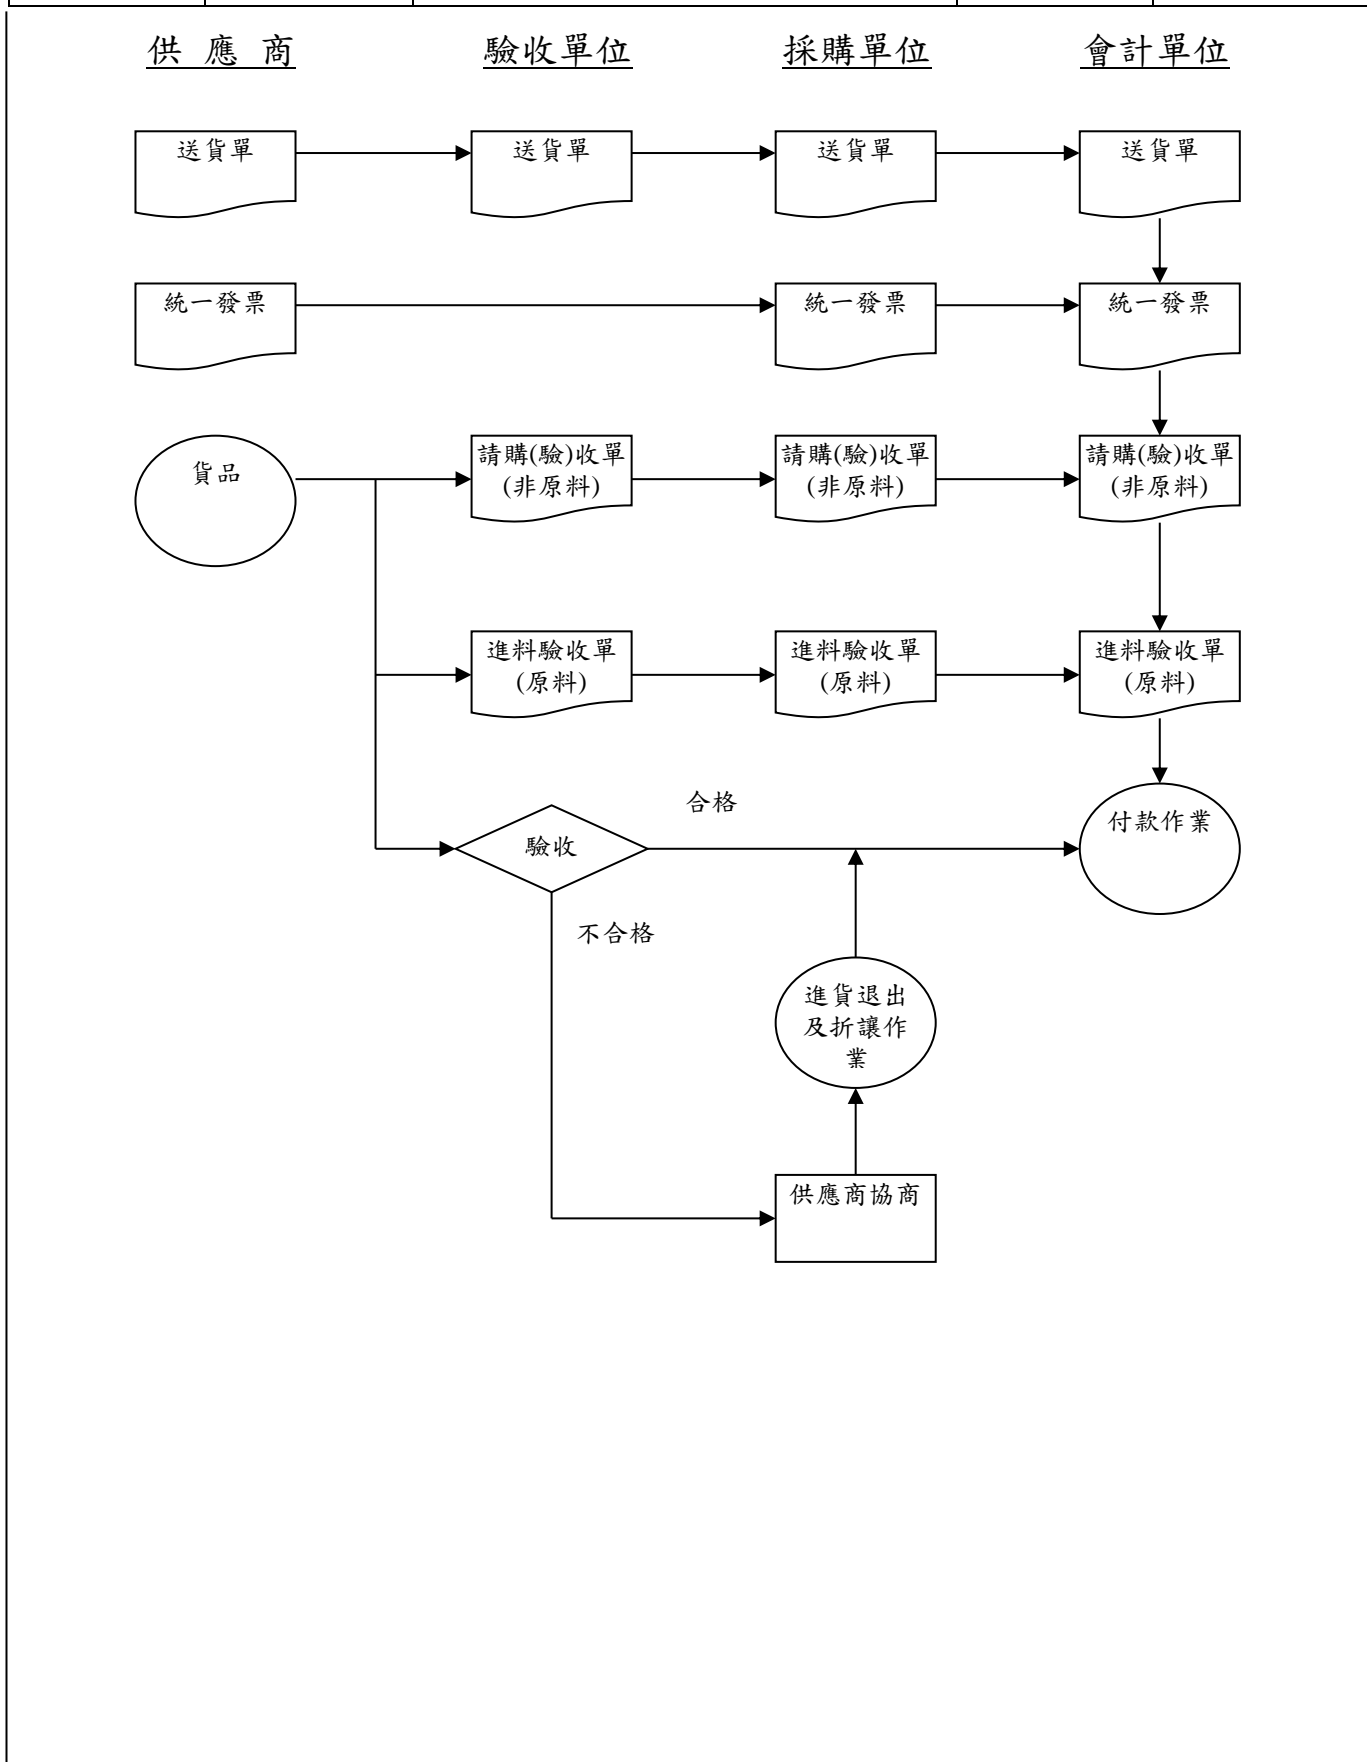 供 應 商
驗收單位
採購單位
會計單位
送貨單
送貨單
送貨單
送貨單
統一發票
統一發票
統一發票
貨品
請購(驗)收單
(非原料)
請購(驗)收單
(非原料)
請購(驗)收單
(非原料)
進料驗收單
(原料)
進料驗收單
(原料)
進料驗收單
(原料)
合格
付款作業
驗收
不合格
進貨退出
及折讓作
業
供應商協商